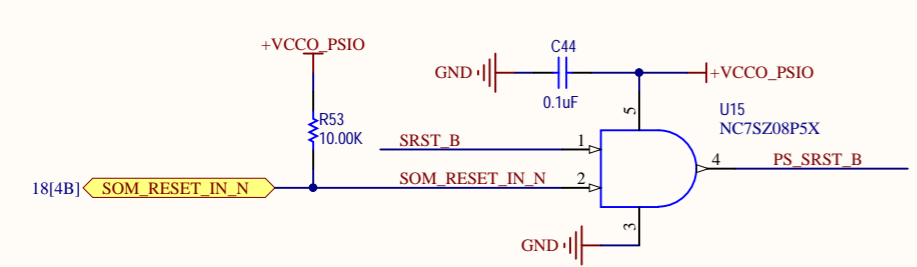 +VCCO_PSIO
C44
GND
+VCCO_PSIO
0.1uF
U15
NC7SZ08P5X
R53
10.00K
5
SRST_B
1
4
PS_SRST_B
18[4B]
SOM_RESET_IN_N
SOM_RESET_IN_N
2
3
GND